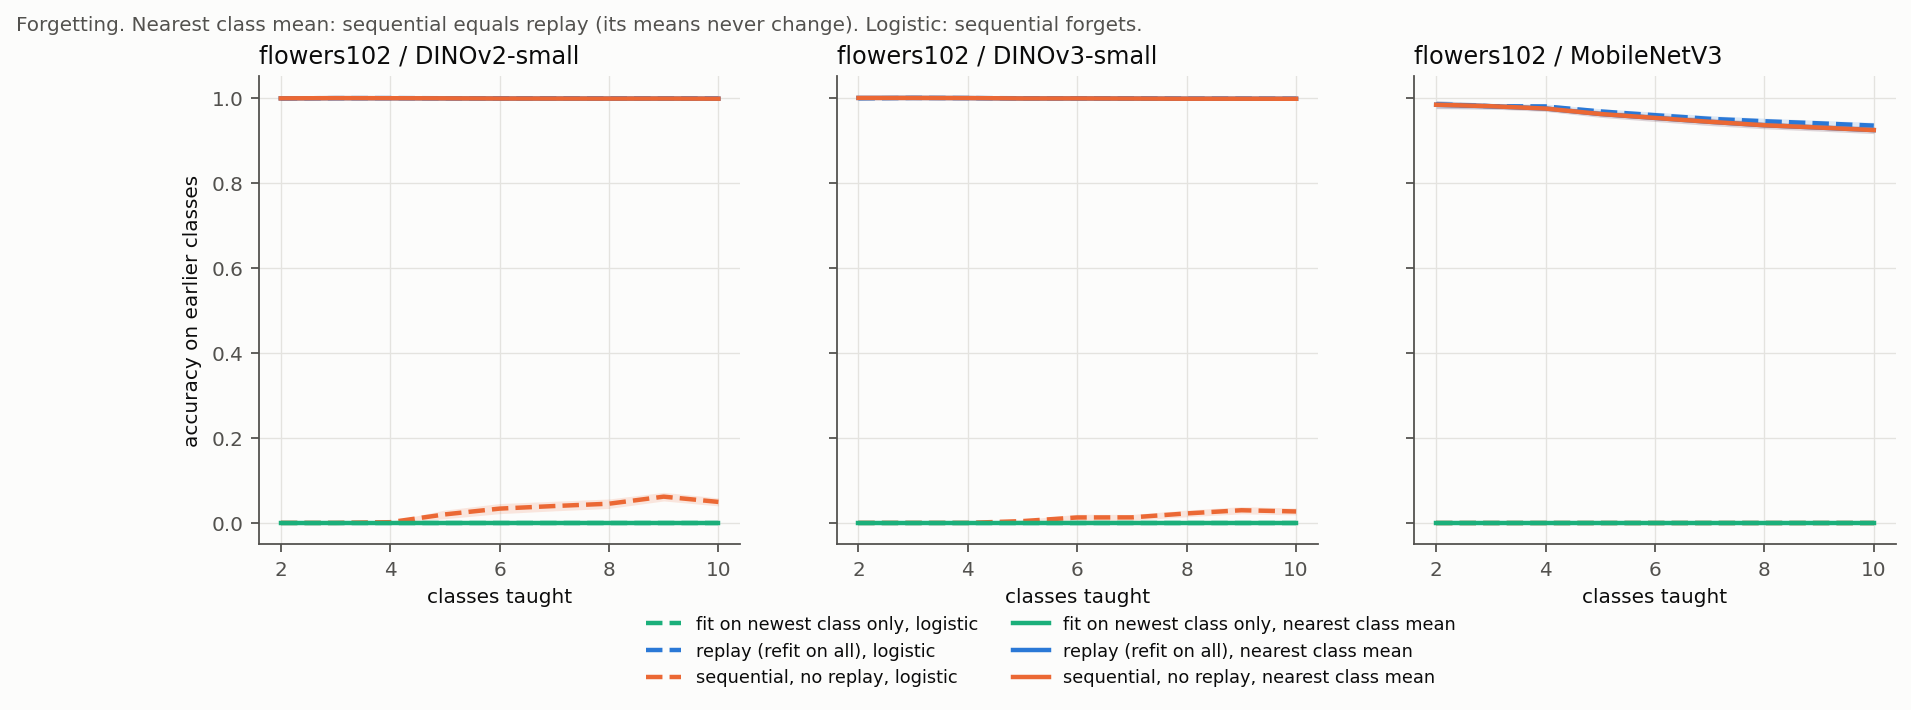 Forgetting. Nearest class mean: sequential equals replay (its means never change). Logistic: sequential forgets.
flowers102 / DINOv2-small
flowers102 / DINOv3-small
flowers102 / MobileNetV3
accuracy on earlier classes
1.0
0.8
0.6
0.4
0.2
0.0
2 4 6 8 10
2 4 6 8 10
2 4 6 8 10
classes taught
classes taught
classes taught
fit on newest class only, logistic
replay (refit on all), logistic
sequential, no replay, logistic
fit on newest class only, nearest class mean
replay (refit on all), nearest class mean
sequential, no replay, nearest class mean